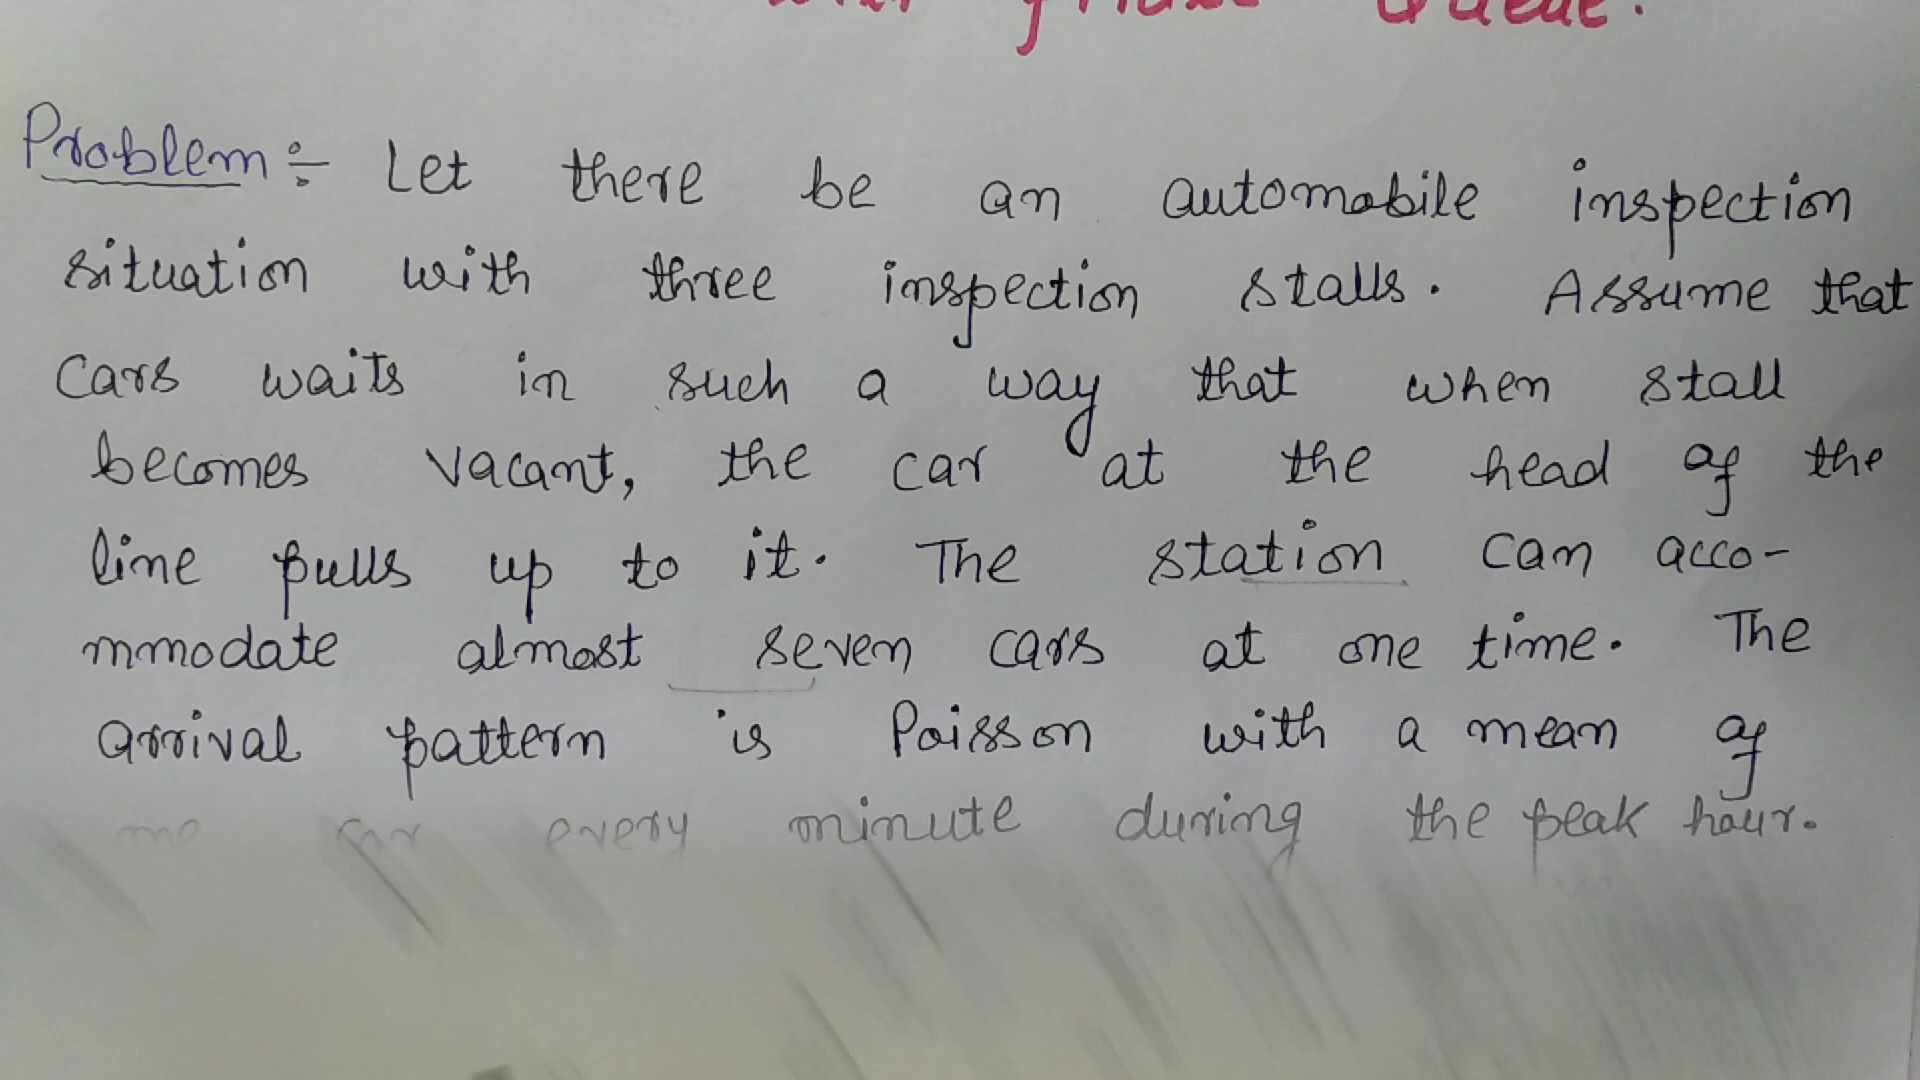 Queue.
Problem :- Let there be an automobile inspection
situation with three inspection stalls. Assume that
cars waits in such a way that when stall
becomes vacant, the car at the head of the
line pulls up to it. The station can acco-
mmodate almost seven cars at one time. The
arrival pattern is Poisson with a mean of
car every minute during the peak hour.